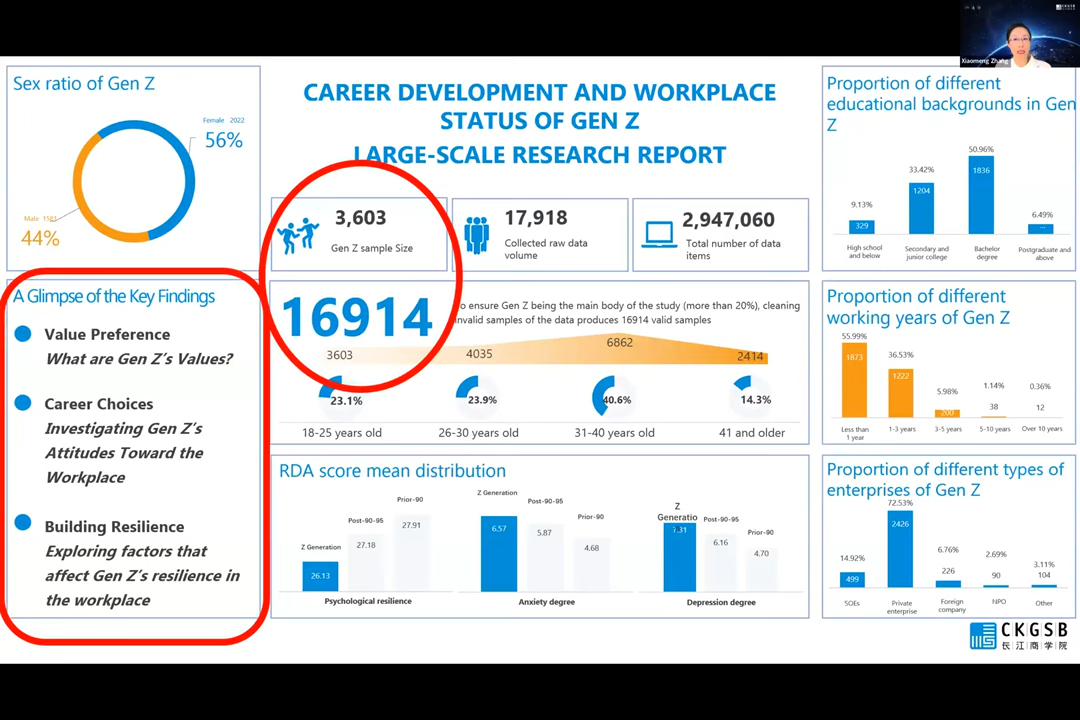 CKGSB
Xiaomeng Zhang
Sex ratio of Gen Z
Female 2022
56%
Male 1581
44%
CAREER DEVELOPMENT AND WORKPLACE
STATUS OF GEN Z
LARGE-SCALE RESEARCH REPORT
3,603
Gen Z sample Size
17,918
Collected raw data
volume
2,947,060
Total number of data
items
16914
o ensure Gen Z being the main body of the study (more than 20%), cleaning
invalid samples of the data produces 16914 valid samples
3603
4035
6862
2414
23.1%
23.9%
40.6%
14.3%
18-25 years old
26-30 years old
31-40 years old
41 and older
A Glimpse of the Key Findings
Value Preference
What are Gen Z's Values?
Career Choices
Investigating Gen Z's
Attitudes Toward the
Workplace
Building Resilience
Exploring factors that
affect Gen Z's resilience in
the workplace
RDA score mean distribution
Z Generation
Post-90-95
Prior-90
26.13
27.18
27.91
Psychological resilience
Z Generation
Post-90-95
Prior-90
6.57
5.87
4.68
Anxiety degree
Z
Generatio
Post-90-95
Prior-90
7.31
6.16
4.70
Depression degree
Proportion of different
educational backgrounds in Gen
Z
9.13%
33.42%
50.96%
6.49%
329
1204
1836
High school
and below
Secondary and
junior college
Bachelor
degree
Postgraduate and
above
Proportion of different
working years of Gen Z
55.99%
36.53%
5.98%
1.14%
0.36%
1873
1222
200
38
12
Less than
1 year
1-3 years
3-5 years
5-10 years
Over 10 years
Proportion of different types of
enterprises of Gen Z
14.92%
72.53%
6.76%
2.69%
3.11%
499
2426
226
90
104
SOEs
Private
enterprise
Foreign
company
NPO
Other
CKGSB
长江商学院